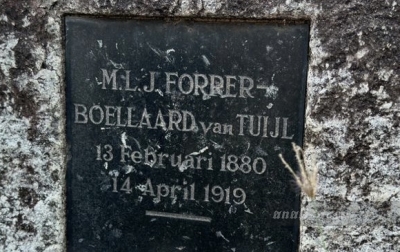 M.L.J. FORRER-
BOELLAARD van TUIJL
13 Februari 1880
14 April 1919